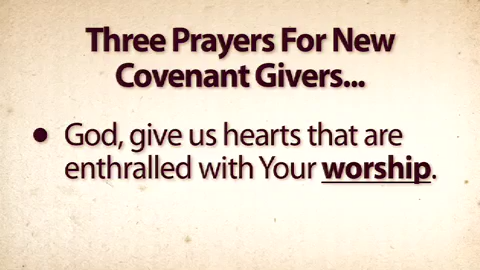 Three Prayers For New
Covenant Givers...
● God, give us hearts that are
enthralled with Your worship.